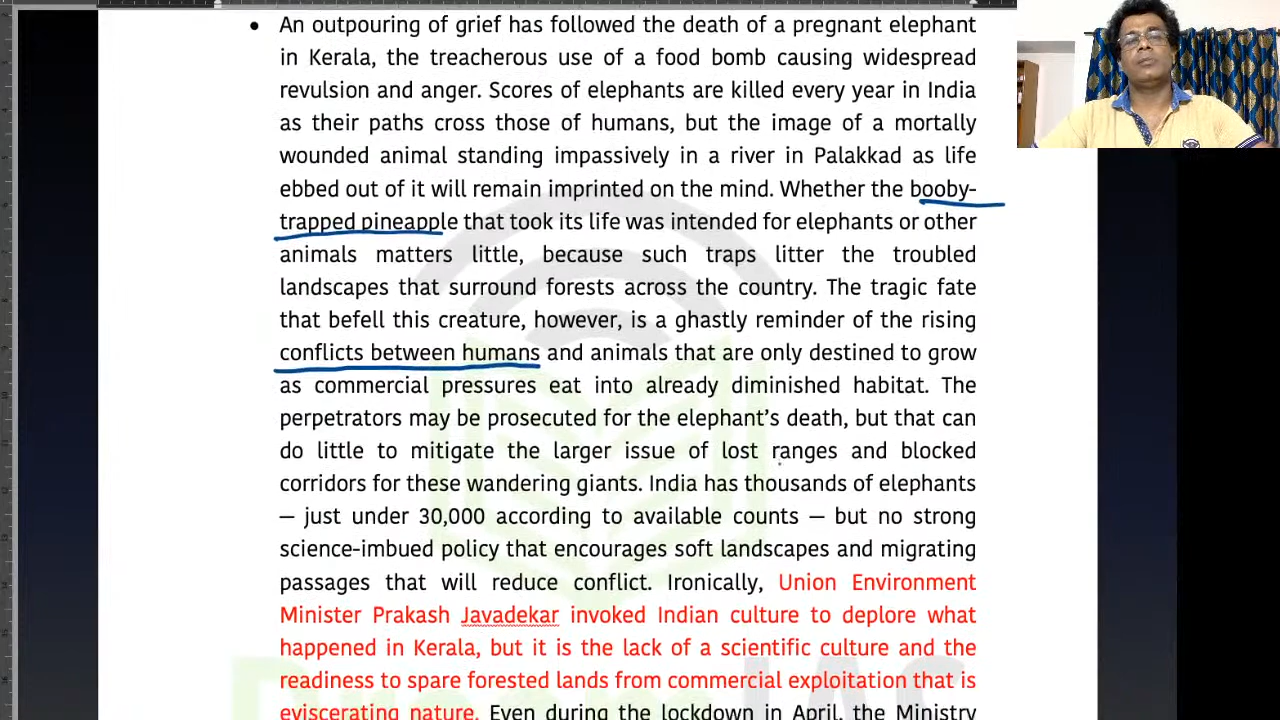 • An outpouring of grief has followed the death of a pregnant elephant
in Kerala, the treacherous use of a food bomb causing widespread
revulsion and anger. Scores of elephants are killed every year in India
as their paths cross those of humans, but the image of a mortally
wounded animal standing impassively in a river in Palakkad as life
ebbed out of it will remain imprinted on the mind. Whether the booby-
trapped pineapple that took its life was intended for elephants or other
animals matters little, because such traps litter the troubled
landscapes that surround forests across the country. The tragic fate
that befell this creature, however, is a ghastly reminder of the rising
conflicts between humans and animals that are only destined to grow
as commercial pressures eat into already diminished habitat. The
perpetrators may be prosecuted for the elephant's death, but that can
do little to mitigate the larger issue of lost ranges and blocked
corridors for these wandering giants. India has thousands of elephants
— just under 30,000 according to available counts — but no strong
science-imbued policy that encourages soft landscapes and migrating
passages that will reduce conflict. Ironically, Union Environment
Minister Prakash Javadekar invoked Indian culture to deplore what
happened in Kerala, but it is the lack of a scientific culture and the
readiness to spare forested lands from commercial exploitation that is
eviscerating nature. Even during the lockdown in April, the Ministry